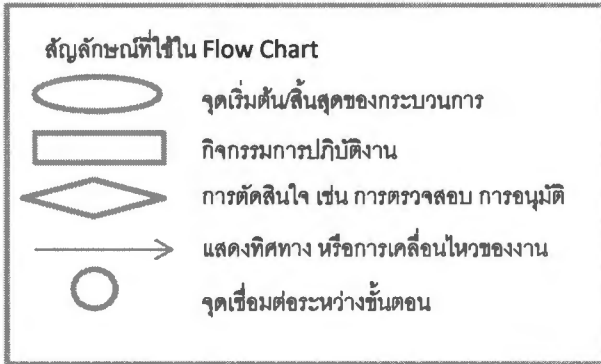 สัญลักษณ์ที่ใช้ใน Flow Chart
จุดเริ่มต้น/สิ้นสุดของกระบวนการ
กิจกรรมการปฏิบัติงาน
การตัดสินใจ เช่น การตรวจสอบ การอนุมัติ
แสดงทิศทาง หรือการเคลื่อนไหวของงาน
จุดเชื่อมต่อระหว่างขั้นตอน